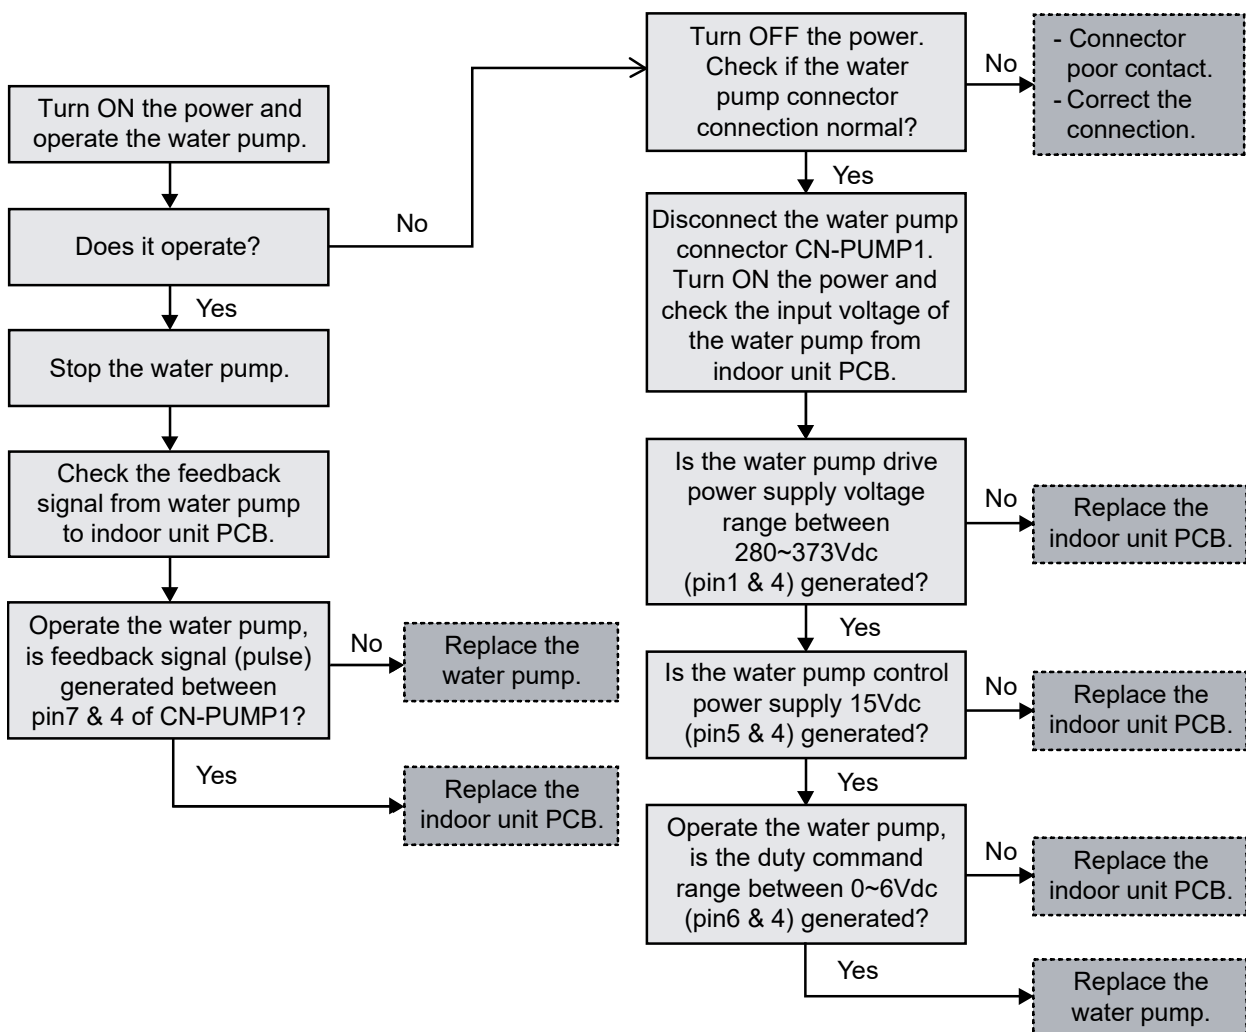 Turn ON the power and
operate the water pump.
Does it operate?
No
Yes
Stop the water pump.
Check the feedback
signal from water pump
to indoor unit PCB.
Operate the water pump,
is feedback signal (pulse)
generated between
pin7 & 4 of CN-PUMP1?
No
Replace the
water pump.
Yes
Replace the
indoor unit PCB.
Turn OFF the power.
Check if the water
pump connector
connection normal?
No
- Connector
poor contact.
- Correct the
connection.
Yes
Disconnect the water pump
connector CN-PUMP1.
Turn ON the power and
check the input voltage of
the water pump from
indoor unit PCB.
Is the water pump drive
power supply voltage
range between
280~373Vdc
(pin1 & 4) generated?
No
Replace the
indoor unit PCB.
Yes
Is the water pump control
power supply 15Vdc
(pin5 & 4) generated?
No
Replace the
indoor unit PCB.
Yes
Operate the water pump,
is the duty command
range between 0~6Vdc
(pin6 & 4) generated?
No
Replace the
indoor unit PCB.
Yes
Replace the
water pump.